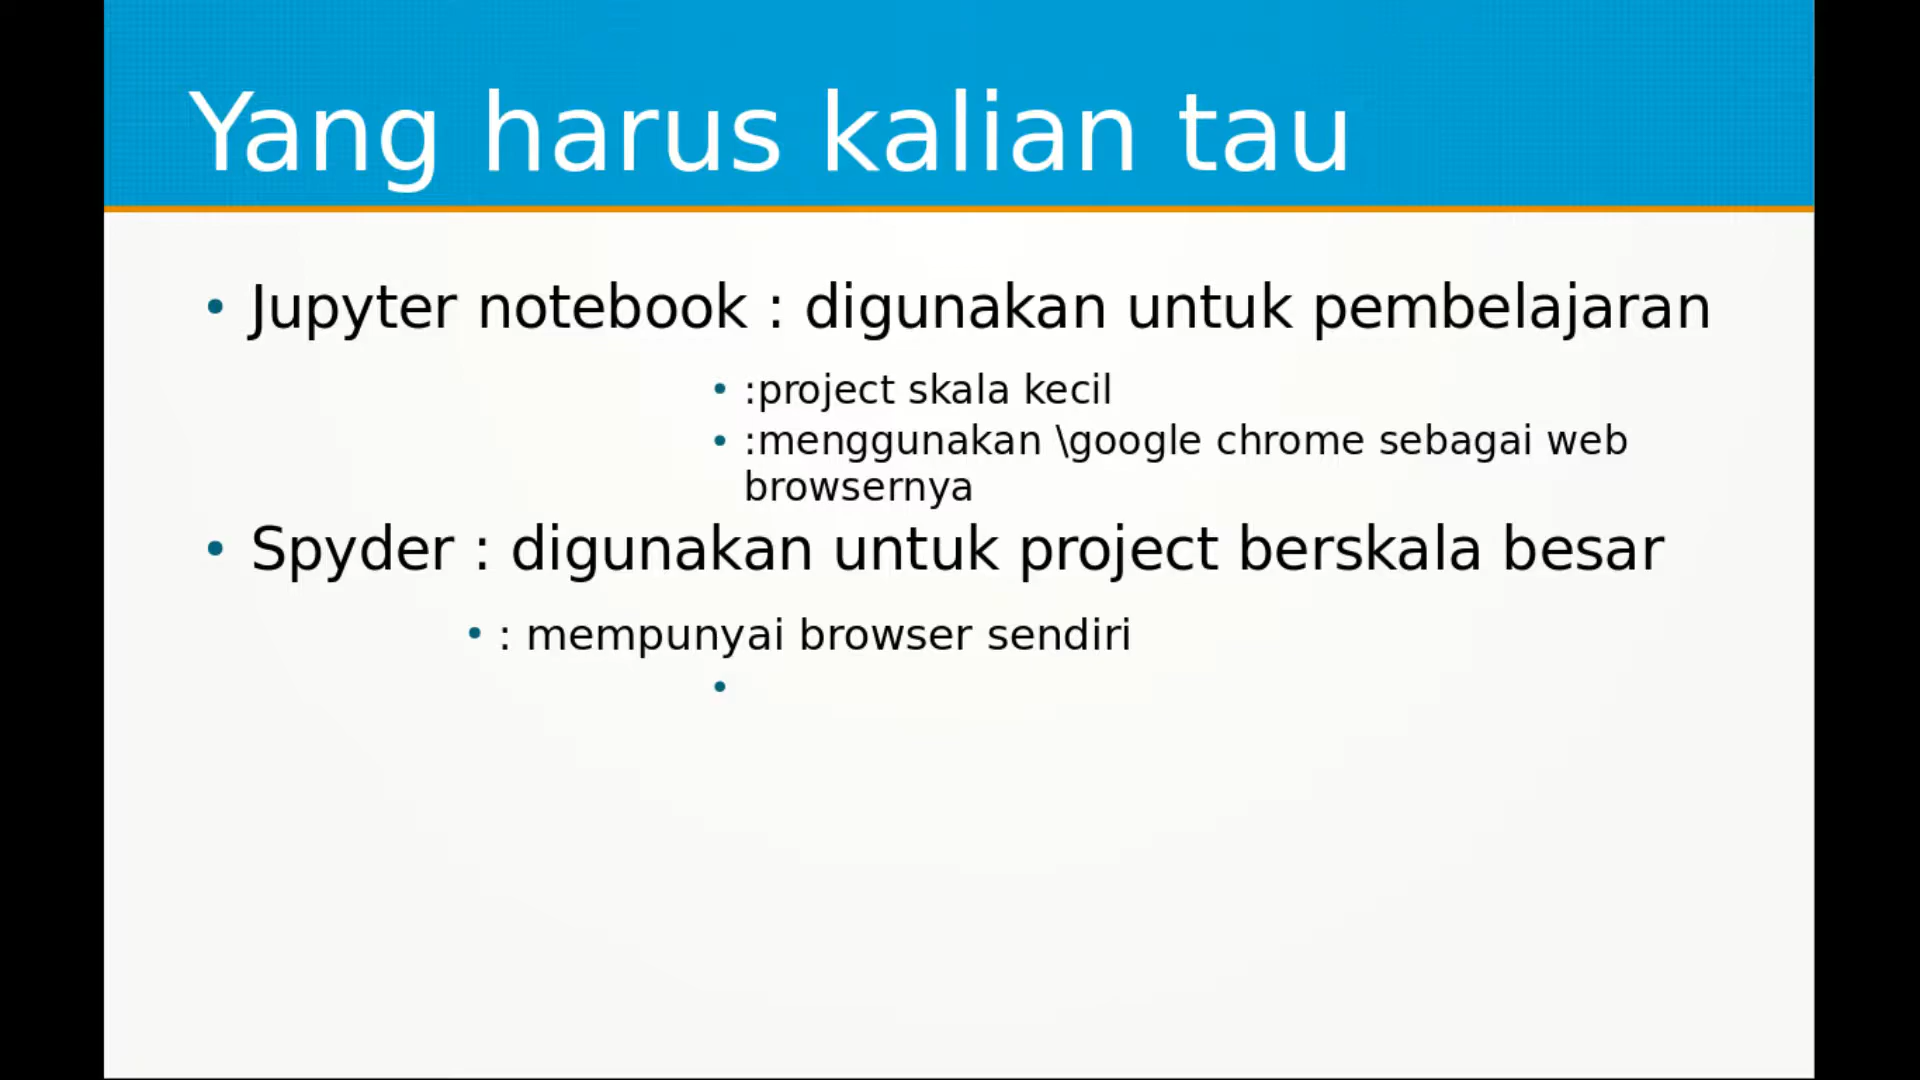 Yang harus kalian tau
• Jupyter notebook : digunakan untuk pembelajaran
• :project skala kecil
• :menggunakan \google chrome sebagai web
browsernya
• Spyder : digunakan untuk project berskala besar
• : mempunyai browser sendiri
•